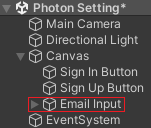 Photon Setting*
Main Camera
Directional Light
Canvas
Sign In Button
Sign Up Button
Email Input
EventSystem